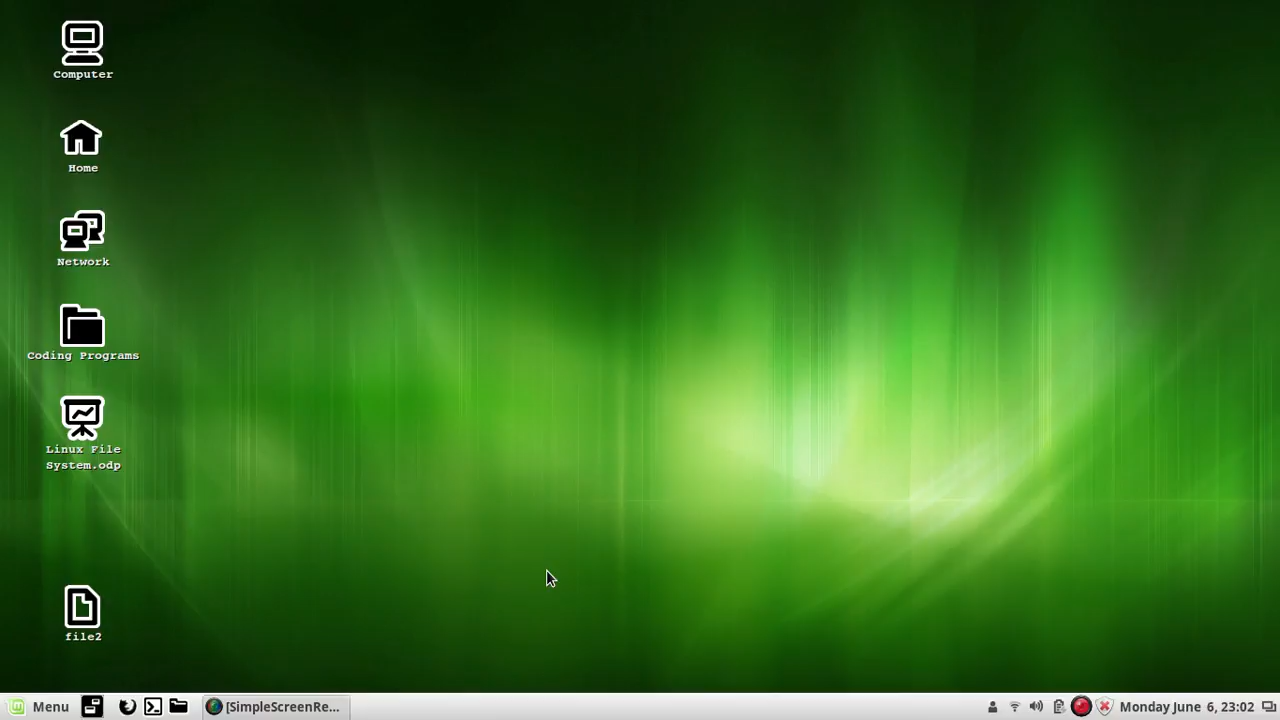 Computer
Home
Network
Coding Programs
Linux File
System.odp
file2
Menu
[SimpleScreenRe...
Monday June 6, 23:02